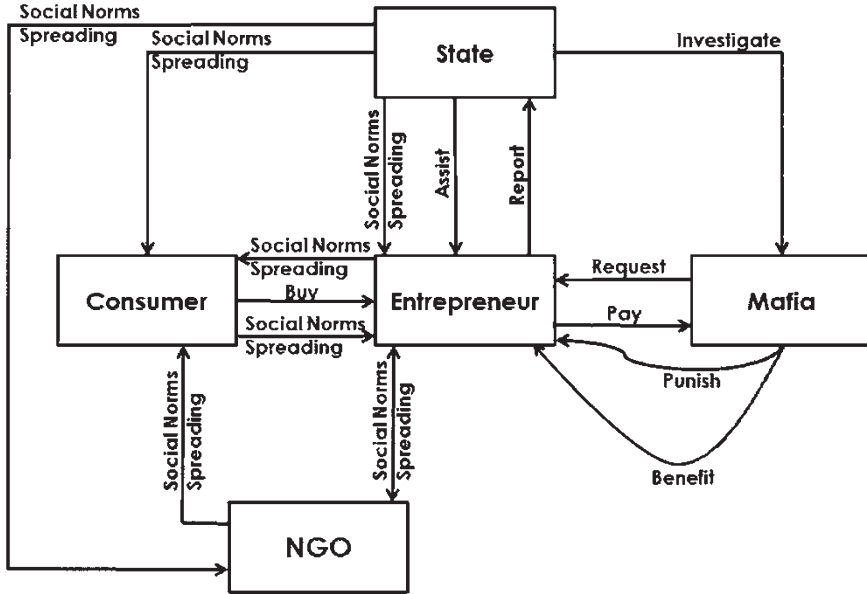 Social Norms
Spreading
Social Norms
Spreading
State
Investigate
Social Norms
Spreading
Assist
Report
Social Norms
Spreading
Consumer
Buy
Social Norms
Spreading
Entrepreneur
Request
Pay
Mafia
Punish
Benefit
Social Norms
Spreading
Social Norms
Spreading
NGO